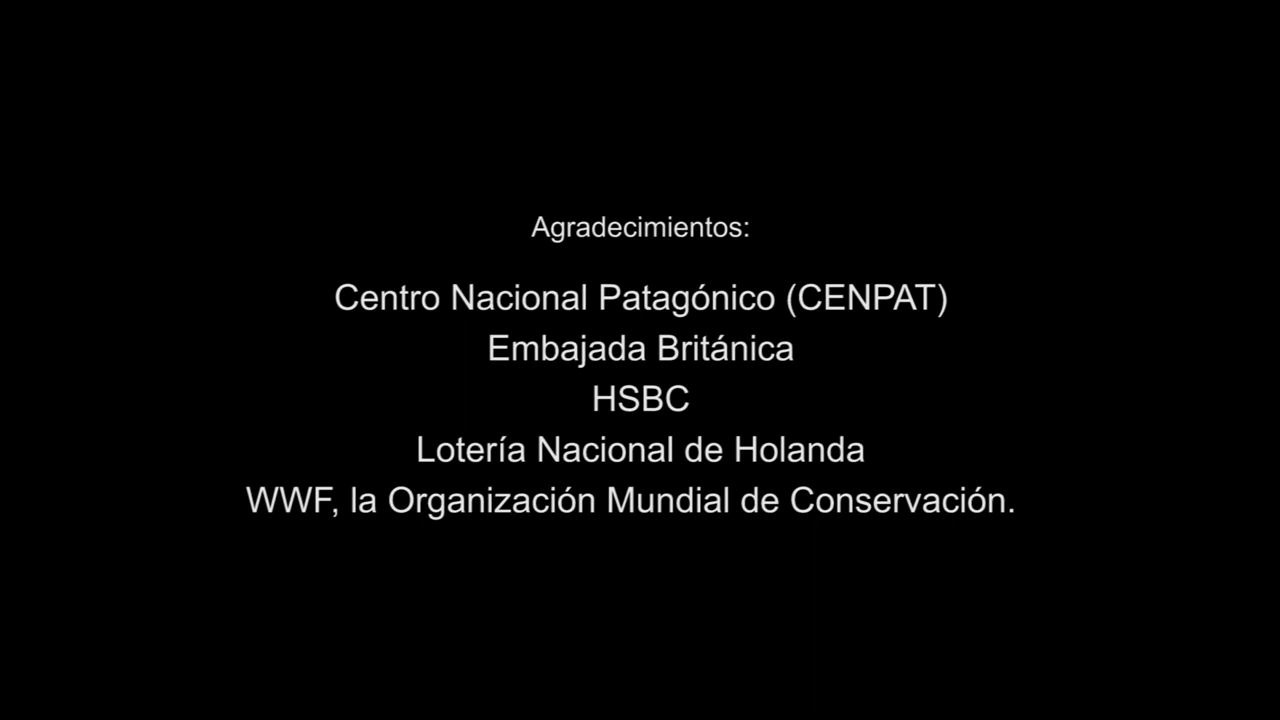 Agradecimientos:
Centro Nacional Patagónico (CENPAT)
Embajada Británica
HSBC
Lotería Nacional de Holanda
WWF, la Organización Mundial de Conservación.